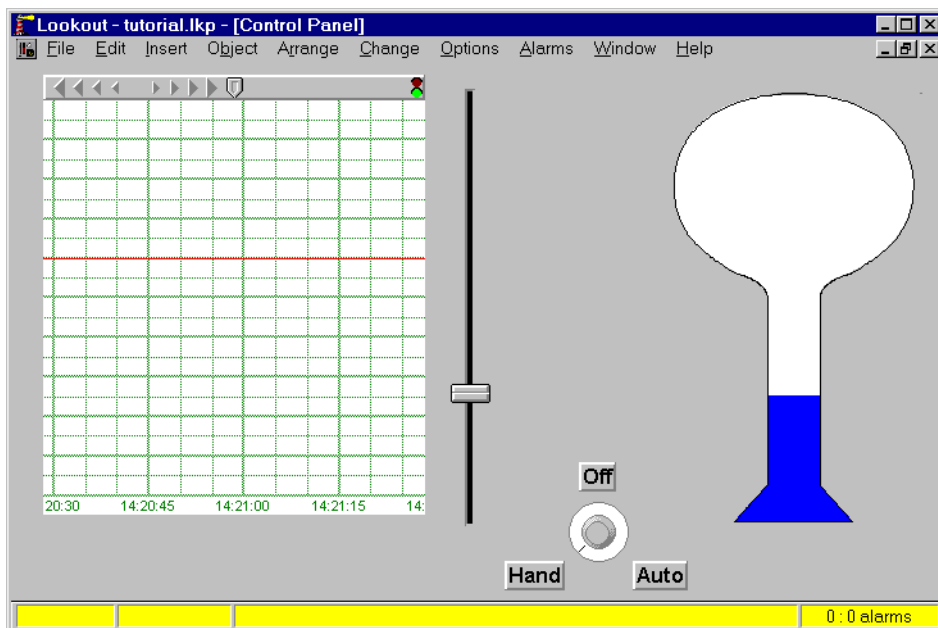 Lookout - tutorial.lkp - [Control Panel]
File Edit Insert Object Arrange Change Options Alarms Window Help
20:30 14:20:45 14:21:00 14:21:15 14:
Off
Hand Auto
0 : 0 alarms